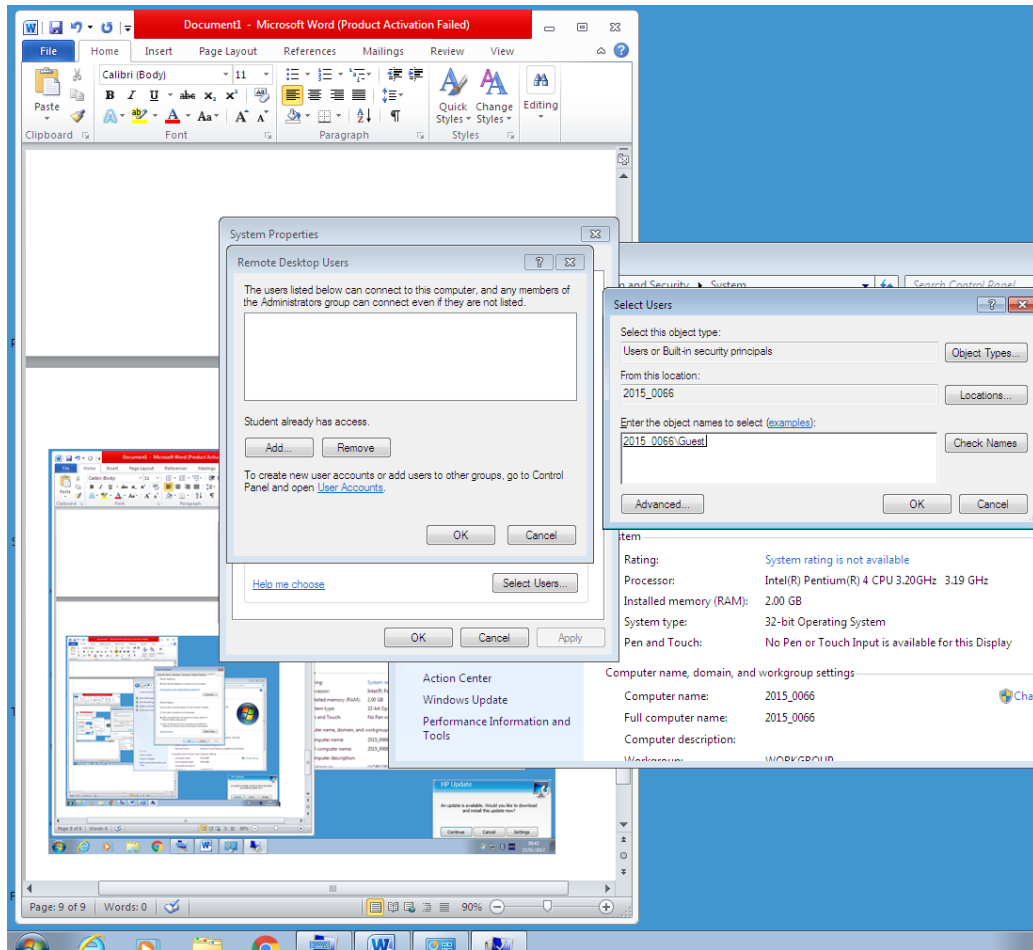 Document1 - Microsoft Word (Product Activation Failed)
File Home Insert Page Layout References Mailings Review View
Calibri (Body) 11
Paste
Quick Styles
Change Styles
Editing
Clipboard Font Paragraph Styles
System Properties
Remote Desktop Users
The users listed below can connect to this computer, and any members of
the Administrators group can connect even if they are not listed.
Student already has access.
Add... Remove
To create new user accounts or add users to other groups, go to Control
Panel and open User Accounts.
OK Cancel
Help me choose Select Users...
OK Cancel Apply
Security ▸ System Search Control Panel
Select Users
Select this object type:
Users or Built-in security principals Object Types...
From this location:
2015_0066 Locations...
Enter the object names to select (examples):
2015_0066\Guest Check Names
Advanced... OK Cancel
Rating: System rating is not available
Processor: Intel(R) Pentium(R) 4 CPU 3.20GHz 3.19 GHz
Installed memory (RAM): 2.00 GB
System type: 32-bit Operating System
Pen and Touch: No Pen or Touch Input is available for this Display
Computer name, domain, and workgroup settings
Computer name: 2015_0066 Cha
Full computer name: 2015_0066
Computer description:
Workgroup: WORKGROUP
Action Center
Windows Update
Performance Information and
Tools
HP Update
An update is available. Would you like to download
and install this update now?
Continue Cancel Settings
Page: 9 of 9 Words: 0 90%